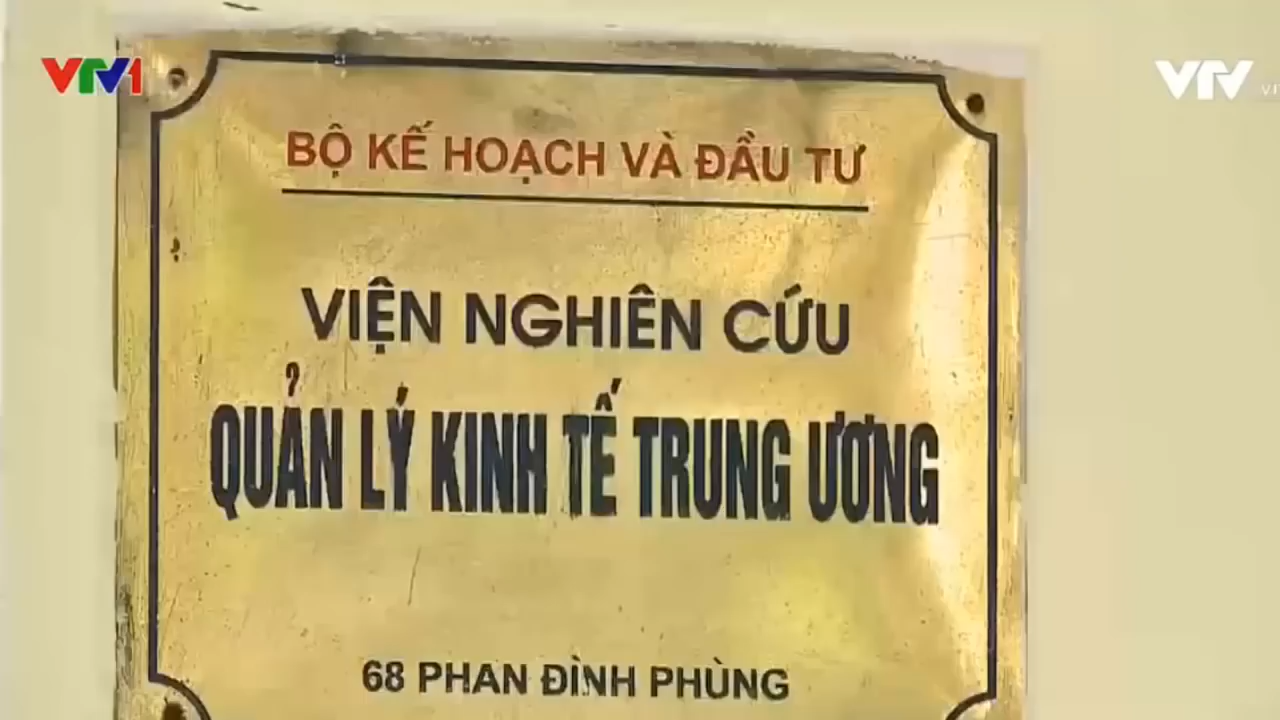 VTV1
VTV
BỘ KẾ HOẠCH VÀ ĐẦU TƯ
VIỆN NGHIÊN CỨU
QUẢN LÝ KINH TẾ TRUNG ƯƠNG
68 PHAN ĐÌNH PHÙNG